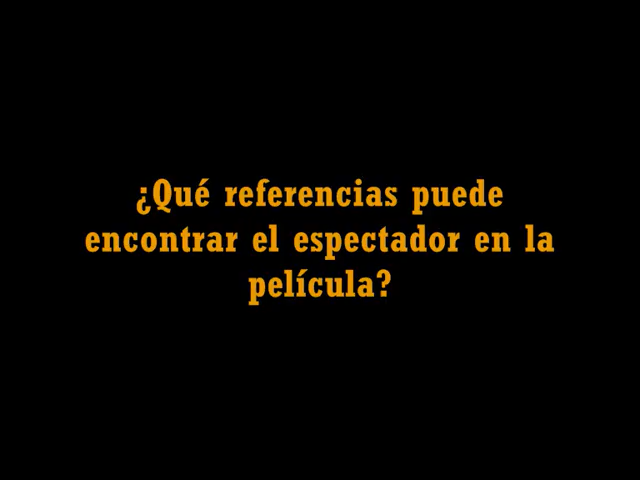 ¿Qué referencias puede
encontrar el espectador en la
película?